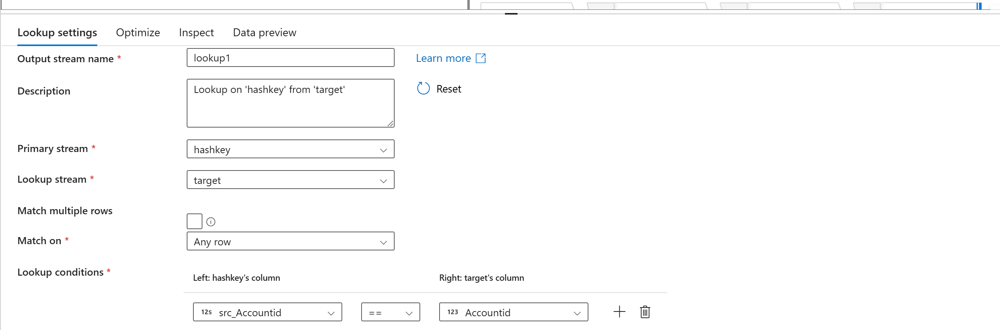 Lookup settings Optimize Inspect Data preview
Output stream name * lookup1 Learn more
Description Lookup on 'hashkey' from 'target' Reset
Primary stream * hashkey
Lookup stream * target
Match multiple rows
Match on * Any row
Lookup conditions * Left: hashkey's column Right: target's column
12s src_Accountid == 123 Accountid